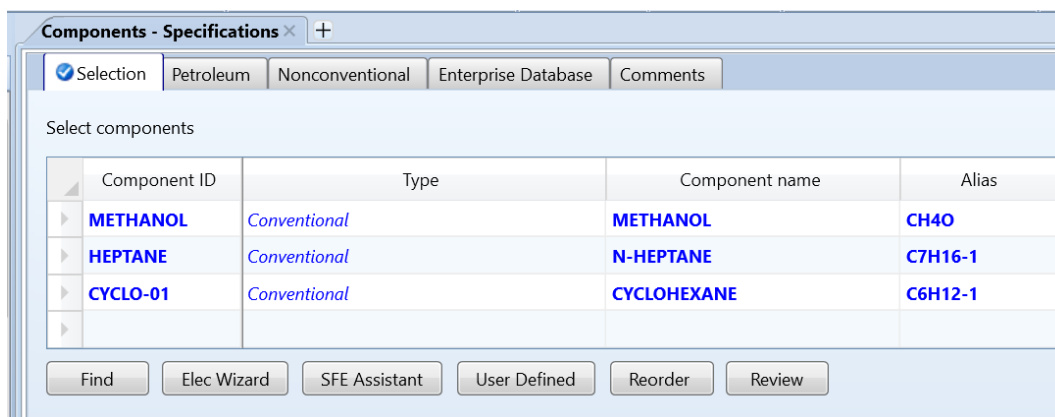 Components - Specifications × +
Selection Petroleum Nonconventional Enterprise Database Comments
Select components
Component ID Type Component name Alias
METHANOL Conventional METHANOL CH4O
HEPTANE Conventional N-HEPTANE C7H16-1
CYCLO-01 Conventional CYCLOHEXANE C6H12-1
Find Elec Wizard SFE Assistant User Defined Reorder Review